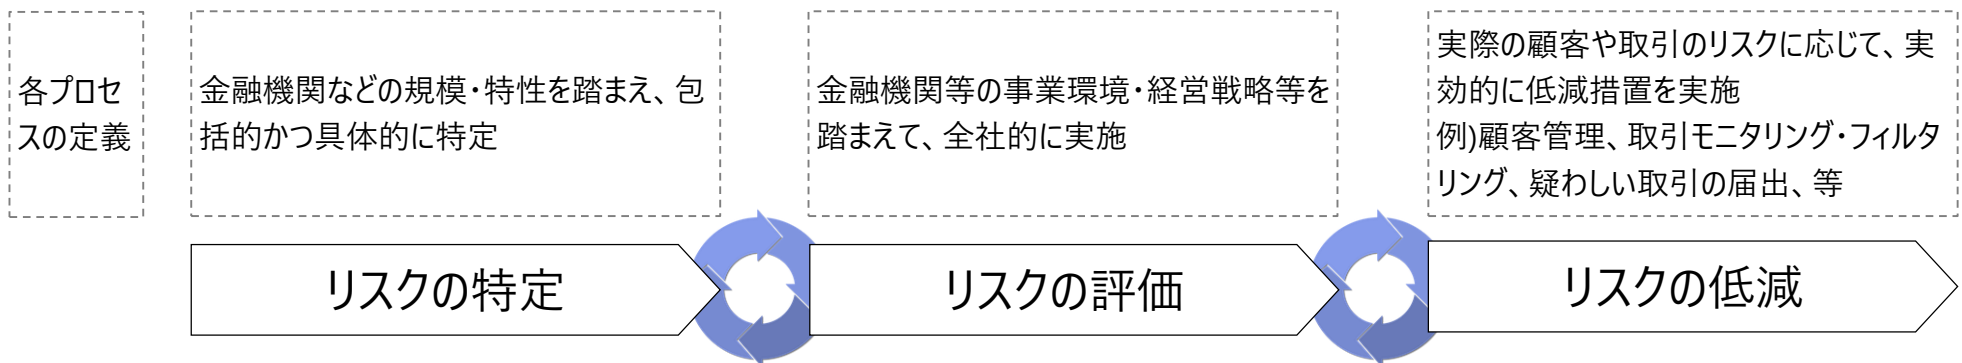 各プロセ
スの定義
金融機関などの規模・特性を踏まえ、包
括的かつ具体的に特定
金融機関等の事業環境・経営戦略等を
踏まえて、全社的に実施
実際の顧客や取引のリスクに応じて、実
効的に低減措置を実施
例)顧客管理、取引モニタリング・フィルタ
リング、疑わしい取引の届出、等
リスクの特定
リスクの評価
リスクの低減